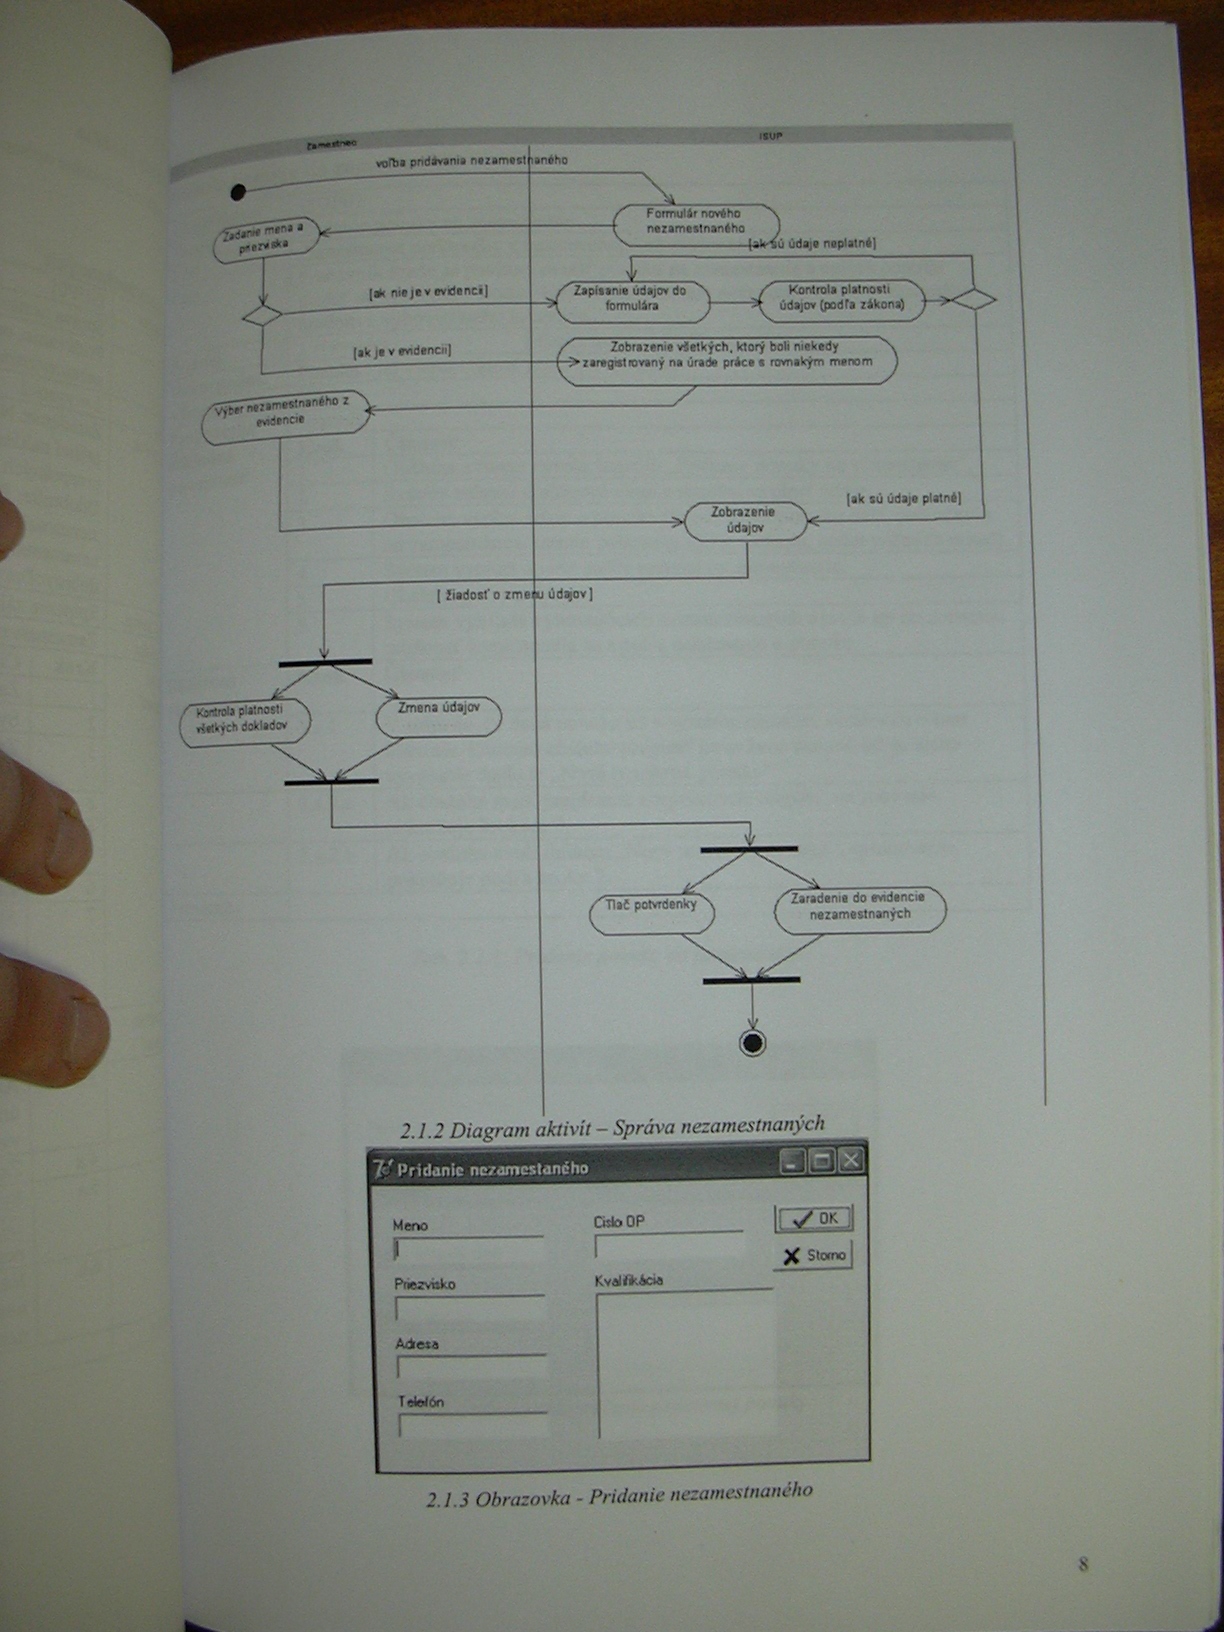 Zamestnec
ISUP
voľba pridávania nezamestnaného
Formulár nového
nezamestnaného
Zadanie mena a
priezviska
[ak sú údaje neplatné]
[ak nie je v evidencii]
Zapísanie údajov do
formulára
Kontrola platnosti
údajov (podľa zákona)
[ak je v evidencii]
Zobrazenie všetkých, ktorý boli niekedy
zaregistrovaný na úrade práce s rovnakým menom
Výber nezamestnaného z
evidencie
[ak sú údaje platné]
Zobrazenie
údajov
[ žiadosť o zmenu údajov ]
Kontrola platnosti
všetkých dokladov
Zmena údajov
Tlač potvrdenky
Zaradenie do evidencie
nezamestnaných
2.1.2 Diagram aktivít – Správa nezamestnaných
Pridanie nezamestaného
Meno
Cislo OP
OK
Storno
Priezvisko
Kvalifikácia
Adresa
Telefón
2.1.3 Obrazovka - Pridanie nezamestnaného
8